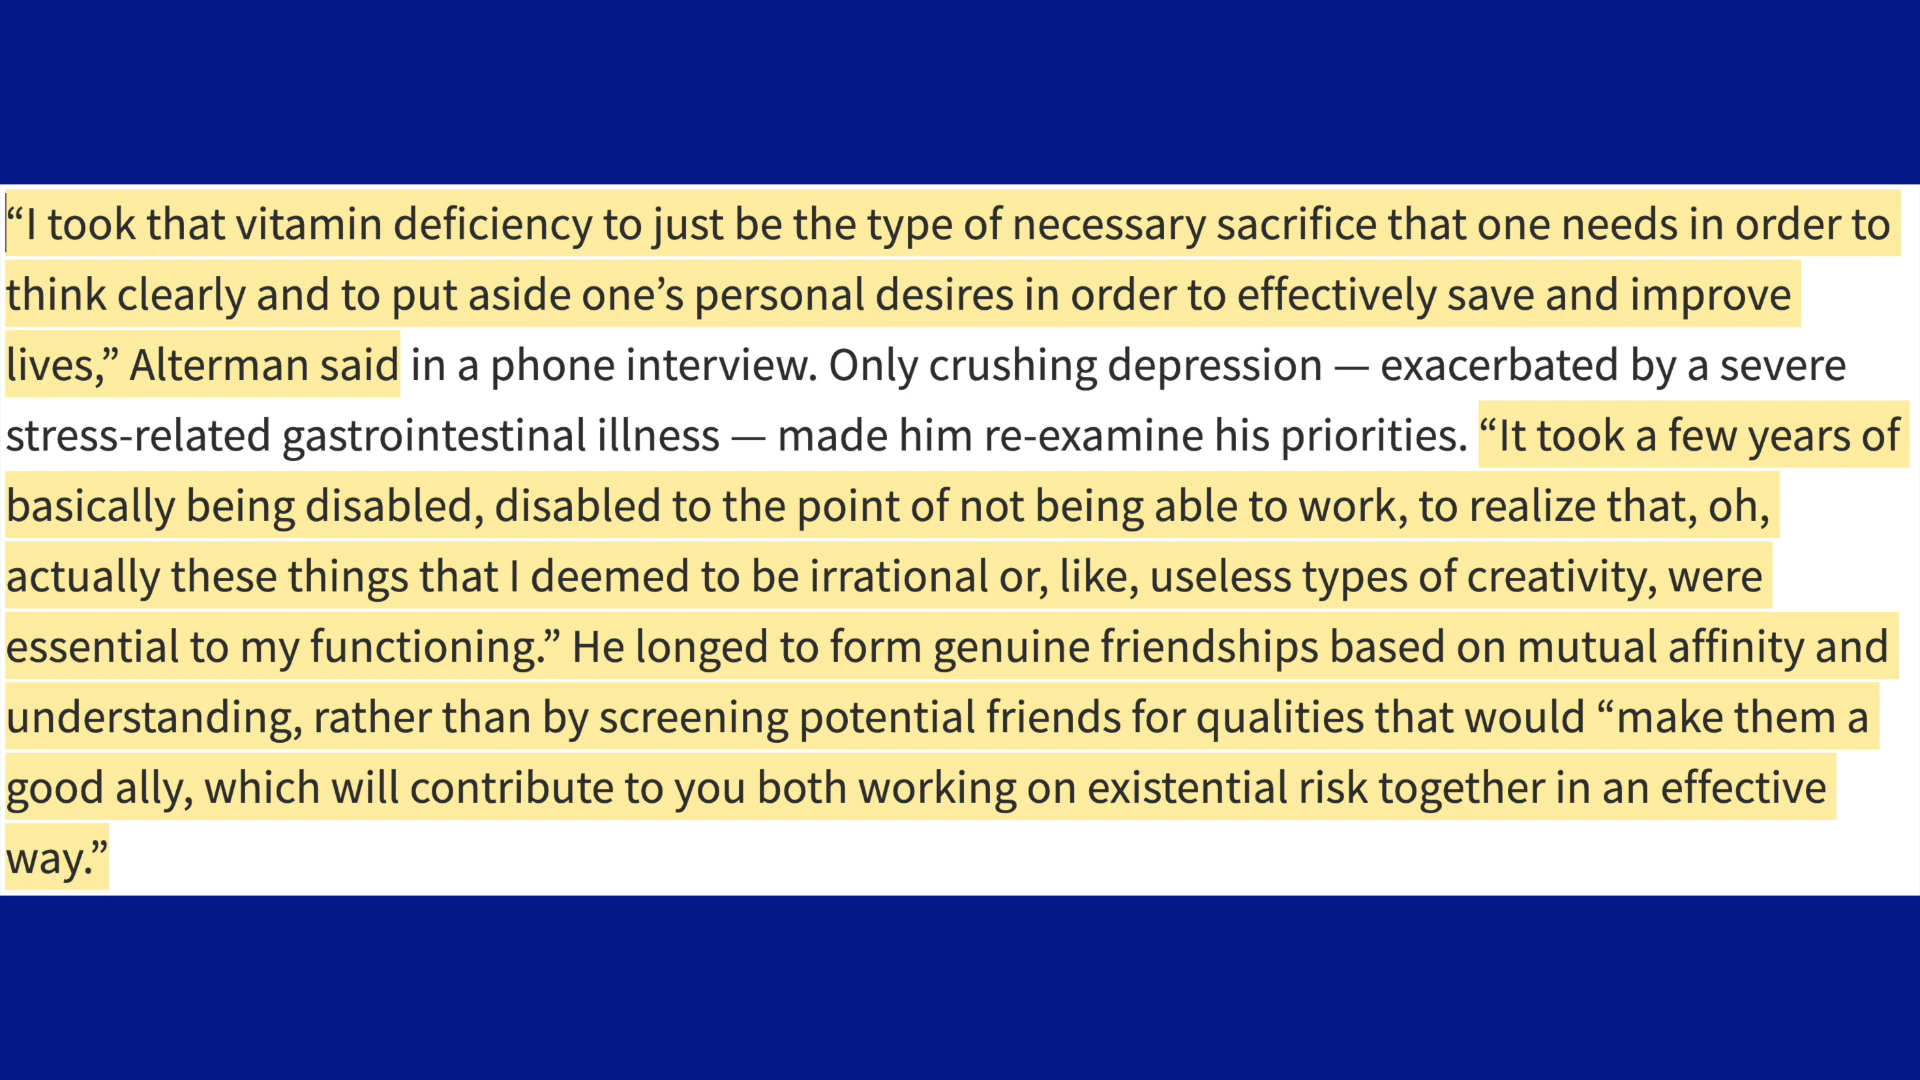 “I took that vitamin deficiency to just be the type of necessary sacrifice that one needs in order to
think clearly and to put aside one’s personal desires in order to effectively save and improve
lives,” Alterman said in a phone interview. Only crushing depression — exacerbated by a severe
stress-related gastrointestinal illness — made him re-examine his priorities. “It took a few years of
basically being disabled, disabled to the point of not being able to work, to realize that, oh,
actually these things that I deemed to be irrational or, like, useless types of creativity, were
essential to my functioning.” He longed to form genuine friendships based on mutual affinity and
understanding, rather than by screening potential friends for qualities that would “make them a
good ally, which will contribute to you both working on existential risk together in an effective
way.”